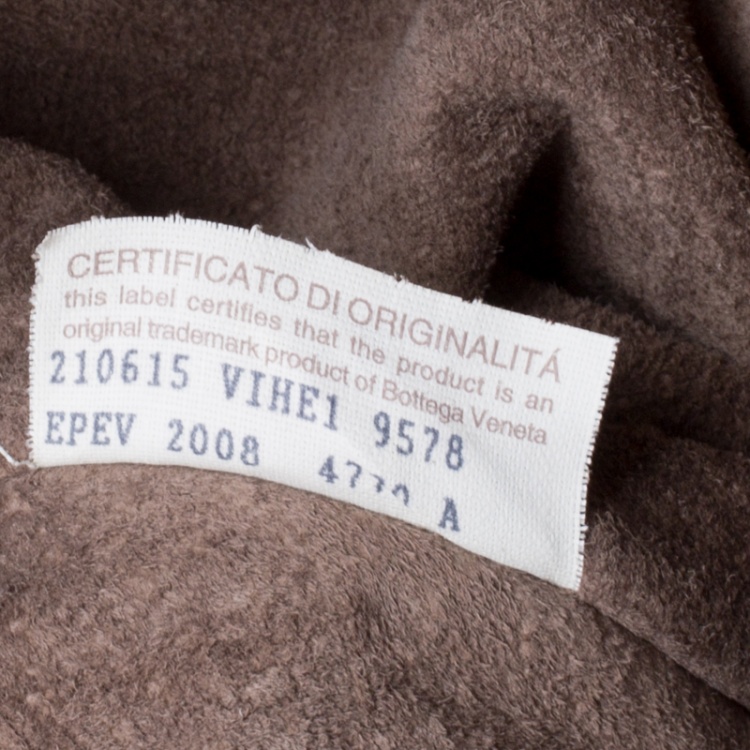 CERTIFICATO DI ORIGINALITÁ
this label certifies that the product is an
original trademark product of Bottega Veneta
210615 VIHE1 9578
EPEV 2008 A